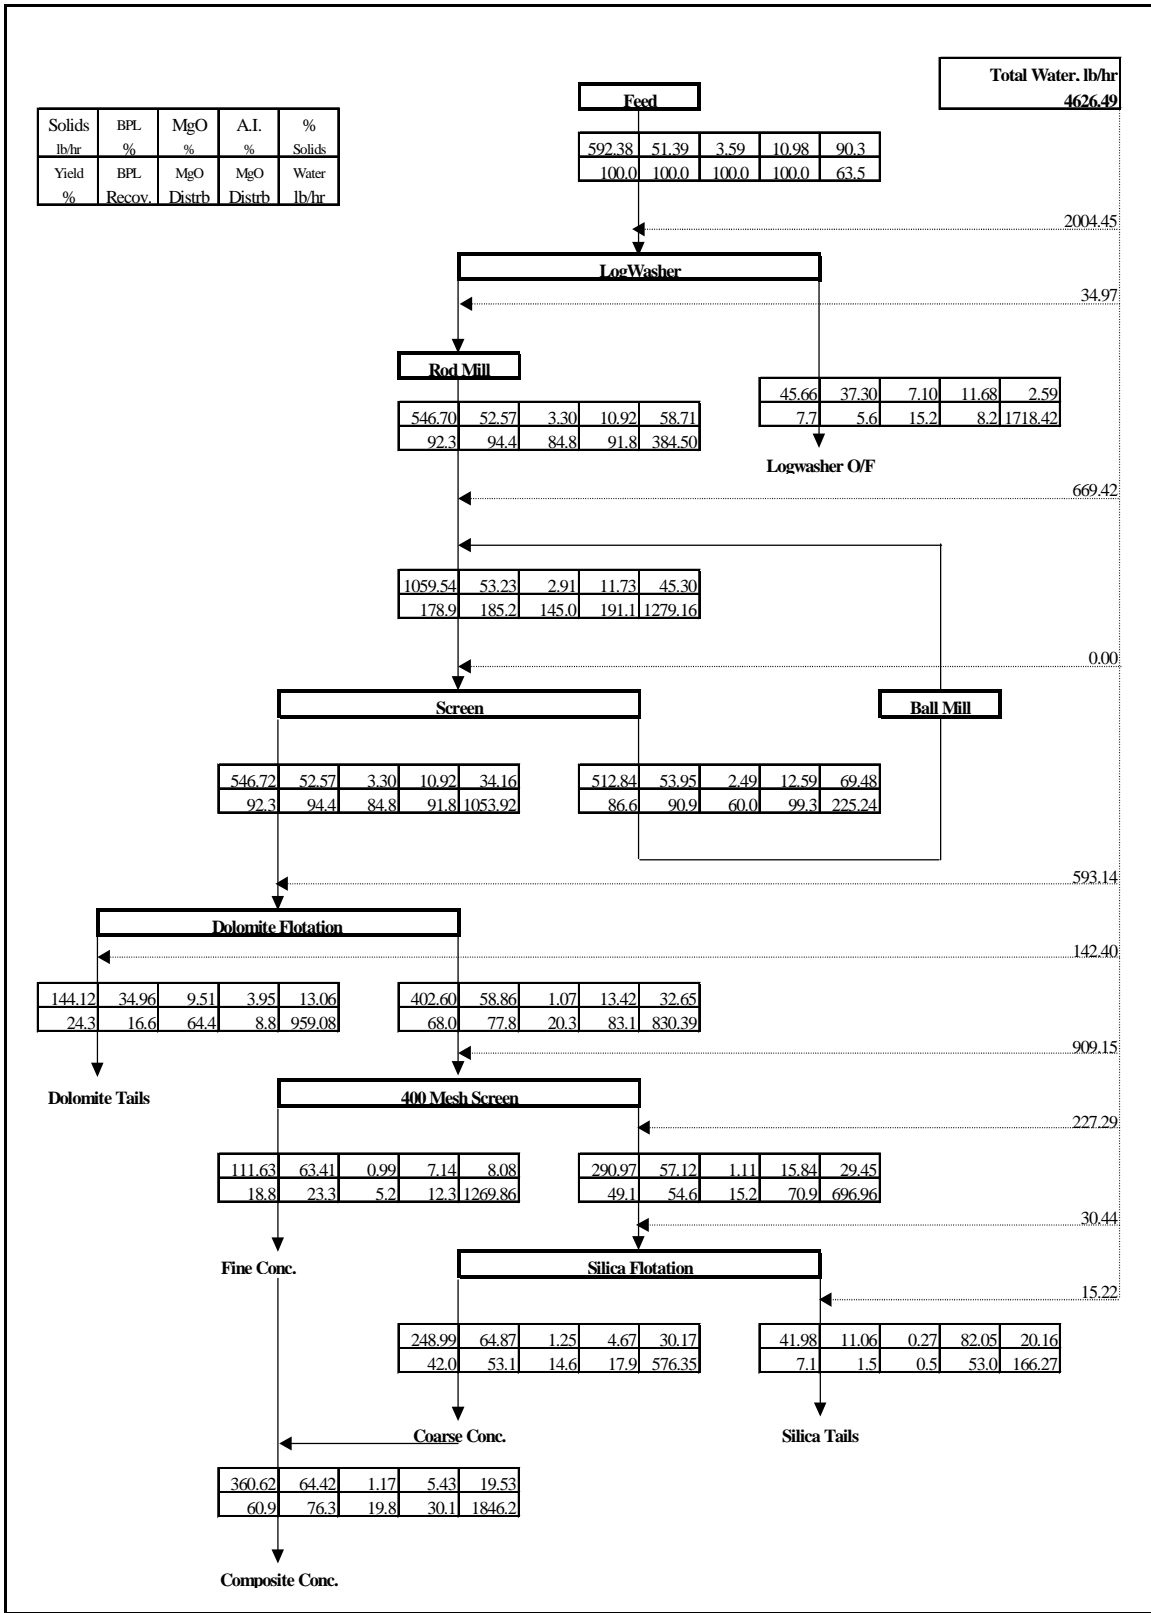 Total Water, lb/hr
4626.49
Feed
Solids BPL MgO A.I. %
lb/hr % % % Solids
Yield BPL MgO MgO Water
% Recov. Distrb Distrb lb/hr
592.38 51.39 3.59 10.98 90.3
100.0 100.0 100.0 100.0 63.5
2004.45
LogWasher
34.97
Rod Mill
45.66 37.30 7.10 11.68 2.59
7.7 5.6 15.2 8.2 1718.42
546.70 52.57 3.30 10.92 58.71
92.3 94.4 84.8 91.8 384.50
Logwasher O/F
669.42
1059.54 53.23 2.91 11.73 45.30
178.9 185.2 145.0 191.1 1279.16
0.00
Screen Ball Mill
546.72 52.57 3.30 10.92 34.16 512.84 53.95 2.49 12.59 69.48
92.3 94.4 84.8 91.8 1053.92 86.6 90.9 60.0 99.3 225.24
593.14
Dolomite Flotation
142.40
144.12 34.96 9.51 3.95 13.06 402.60 58.86 1.07 13.42 32.65
24.3 16.6 64.4 8.8 959.08 68.0 77.8 20.3 83.1 830.39
909.15
Dolomite Tails 400 Mesh Screen
227.29
111.63 63.41 0.99 7.14 8.08 290.97 57.12 1.11 15.84 29.45
18.8 23.3 5.2 12.3 1269.86 49.1 54.6 15.2 70.9 696.96
30.44
Fine Conc. Silica Flotation
15.22
248.99 64.87 1.25 4.67 30.17 41.98 11.06 0.27 82.05 20.16
42.0 53.1 14.6 17.9 576.35 7.1 1.5 0.5 53.0 166.27
Coarse Conc. Silica Tails
360.62 64.42 1.17 5.43 19.53
60.9 76.3 19.8 30.1 1846.2
Composite Conc.